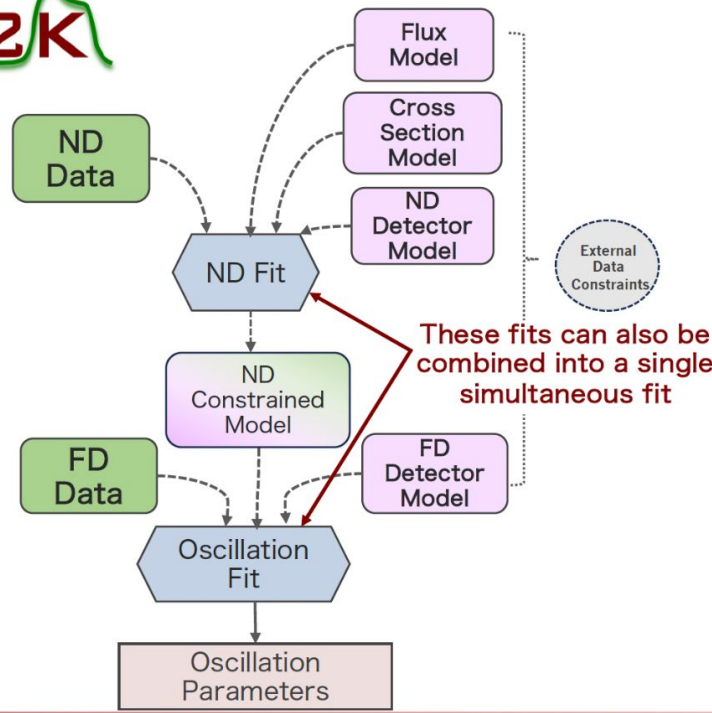 2K
Flux
Model
Cross
Section
Model
ND
Data
ND
Detector
Model
ND Fit
External
Data
Constraints
These fits can also be
combined into a single
simultaneous fit
ND
Constrained
Model
FD
Data
FD
Detector
Model
Oscillation
Fit
Oscillation
Parameters